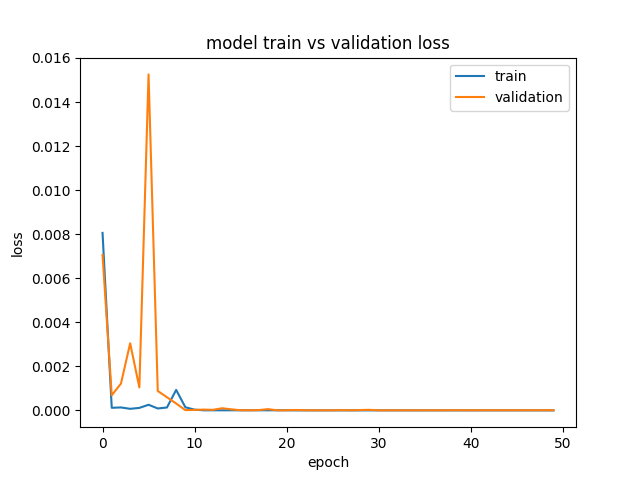 model train vs validation loss
train
validation
loss
0.016
0.014
0.012
0.010
0.008
0.006
0.004
0.002
0.000
0 10 20 30 40 50
epoch